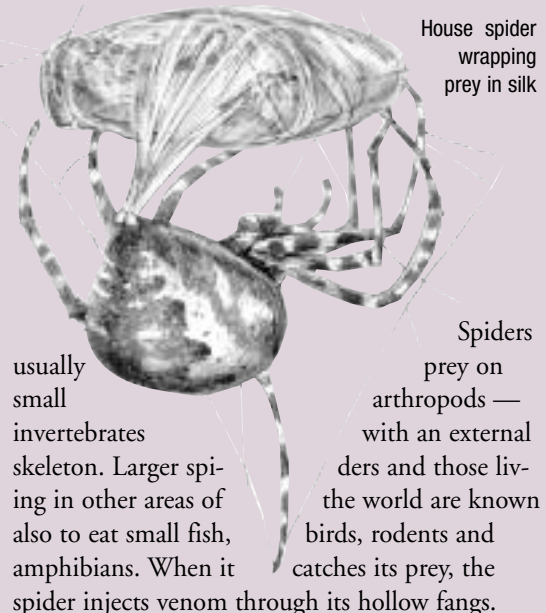 House spider
wrapping
prey in silk
Spiders
usually prey on
small arthropods —
invertebrates with an external
skeleton. Larger spi- ders and those liv-
ing in other areas of the world are known
also to eat small fish, birds, rodents and
amphibians. When it catches its prey, the
spider injects venom through its hollow fangs.